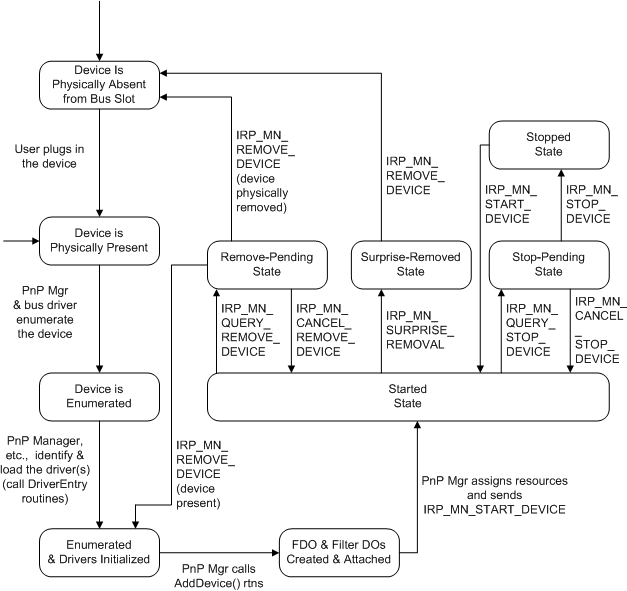 Device Is
Physically Absent
from Bus Slot
User plugs in
the device
IRP_MN_
REMOVE_
DEVICE
(device
physically
removed)
IRP_MN_
REMOVE_
DEVICE
Stopped
State
IRP_MN_
START_
DEVICE
IRP_MN_
STOP_
DEVICE
Device is
Physically Present
Remove-Pending
State
Surprise-Removed
State
Stop-Pending
State
PnP Mgr
& bus driver
enumerate
the device
IRP_MN_
QUERY_
REMOVE_
DEVICE
IRP_MN_
CANCEL_
REMOVE_
DEVICE
IRP_MN_
SURPRISE_
REMOVAL
IRP_MN_
QUERY_
STOP_
DEVICE
IRP_MN_
CANCEL
_
STOP_
DEVICE
Device is
Enumerated
Started
State
PnP Manager,
etc., identify &
load the driver(s)
(call DriverEntry
routines)
IRP_MN_
REMOVE_
DEVICE
(device
present)
PnP Mgr assigns resources
and sends
IRP_MN_START_DEVICE
Enumerated
& Drivers Initialized
PnP Mgr calls
AddDevice() rtns
FDO & Filter DOs
Created & Attached